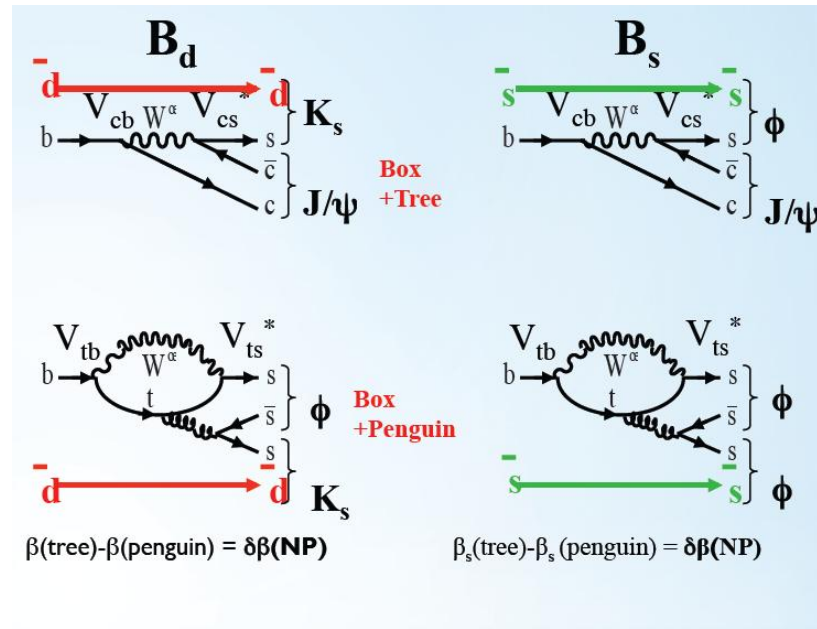 B_d
B_s
d̄ d̄
V_cb W^α V_cs*
b s
K_s
c̄
c
J/ψ
Box
+Tree
s̄ s̄
V_cb W^α V_cs*
b s
ϕ
c̄
c
J/ψ
V_tb W^α V_ts*
b s
t
s̄
ϕ
s
d̄ d̄
K_s
Box
+Penguin
V_tb W^α V_ts*
b s
t
s̄
ϕ
s
s̄ s̄
ϕ
β(tree)-β(penguin) = δβ(NP)
β_s(tree)-β_s (penguin) = δβ(NP)